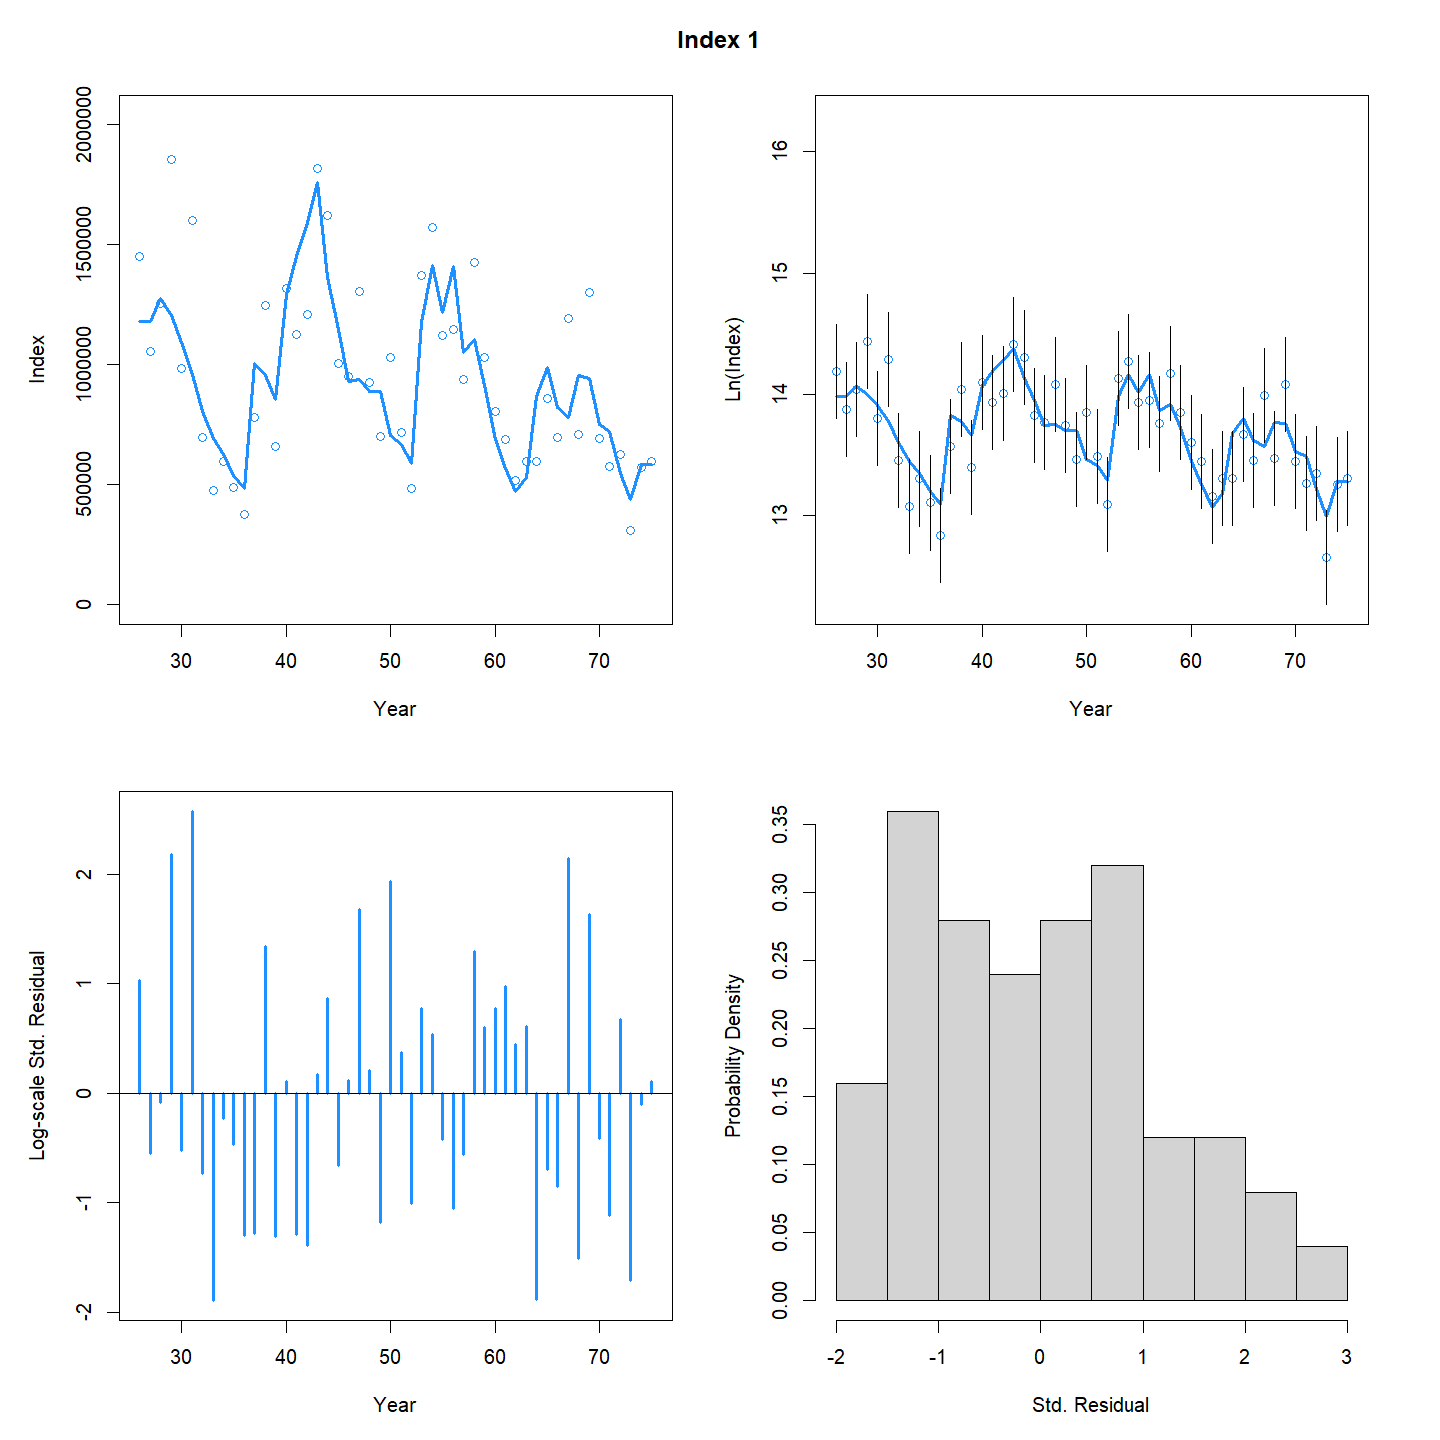 Index 1
Index
2000000
1500000
1000000
500000
0
30 40 50 60 70
Year
Ln(Index)
16
15
14
13
30 40 50 60 70
Year
Log-scale Std. Residual
2
1
0
-1
-2
30 40 50 60 70
Year
Probability Density
0.35
0.30
0.25
0.20
0.15
0.10
0.05
0.00
-2 -1 0 1 2 3
Std. Residual